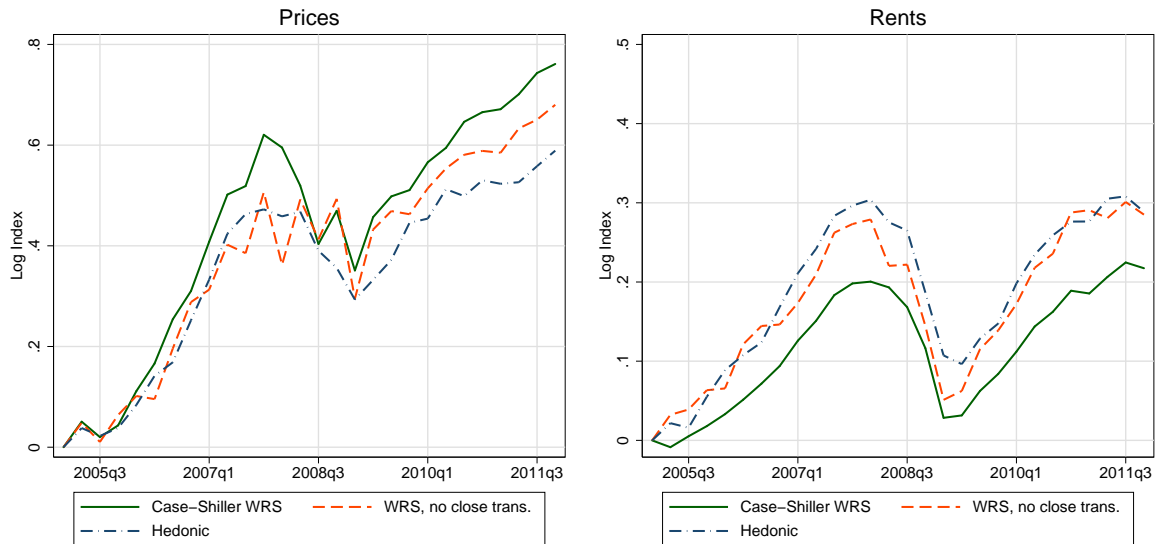 Prices
Log Index
.8
.6
.4
.2
0
2005q3 2007q1 2008q3 2010q1 2011q3
Case−Shiller WRS WRS, no close trans.
Hedonic
Rents
Log Index
.5
.4
.3
.2
.1
0
2005q3 2007q1 2008q3 2010q1 2011q3
Case−Shiller WRS WRS, no close trans.
Hedonic